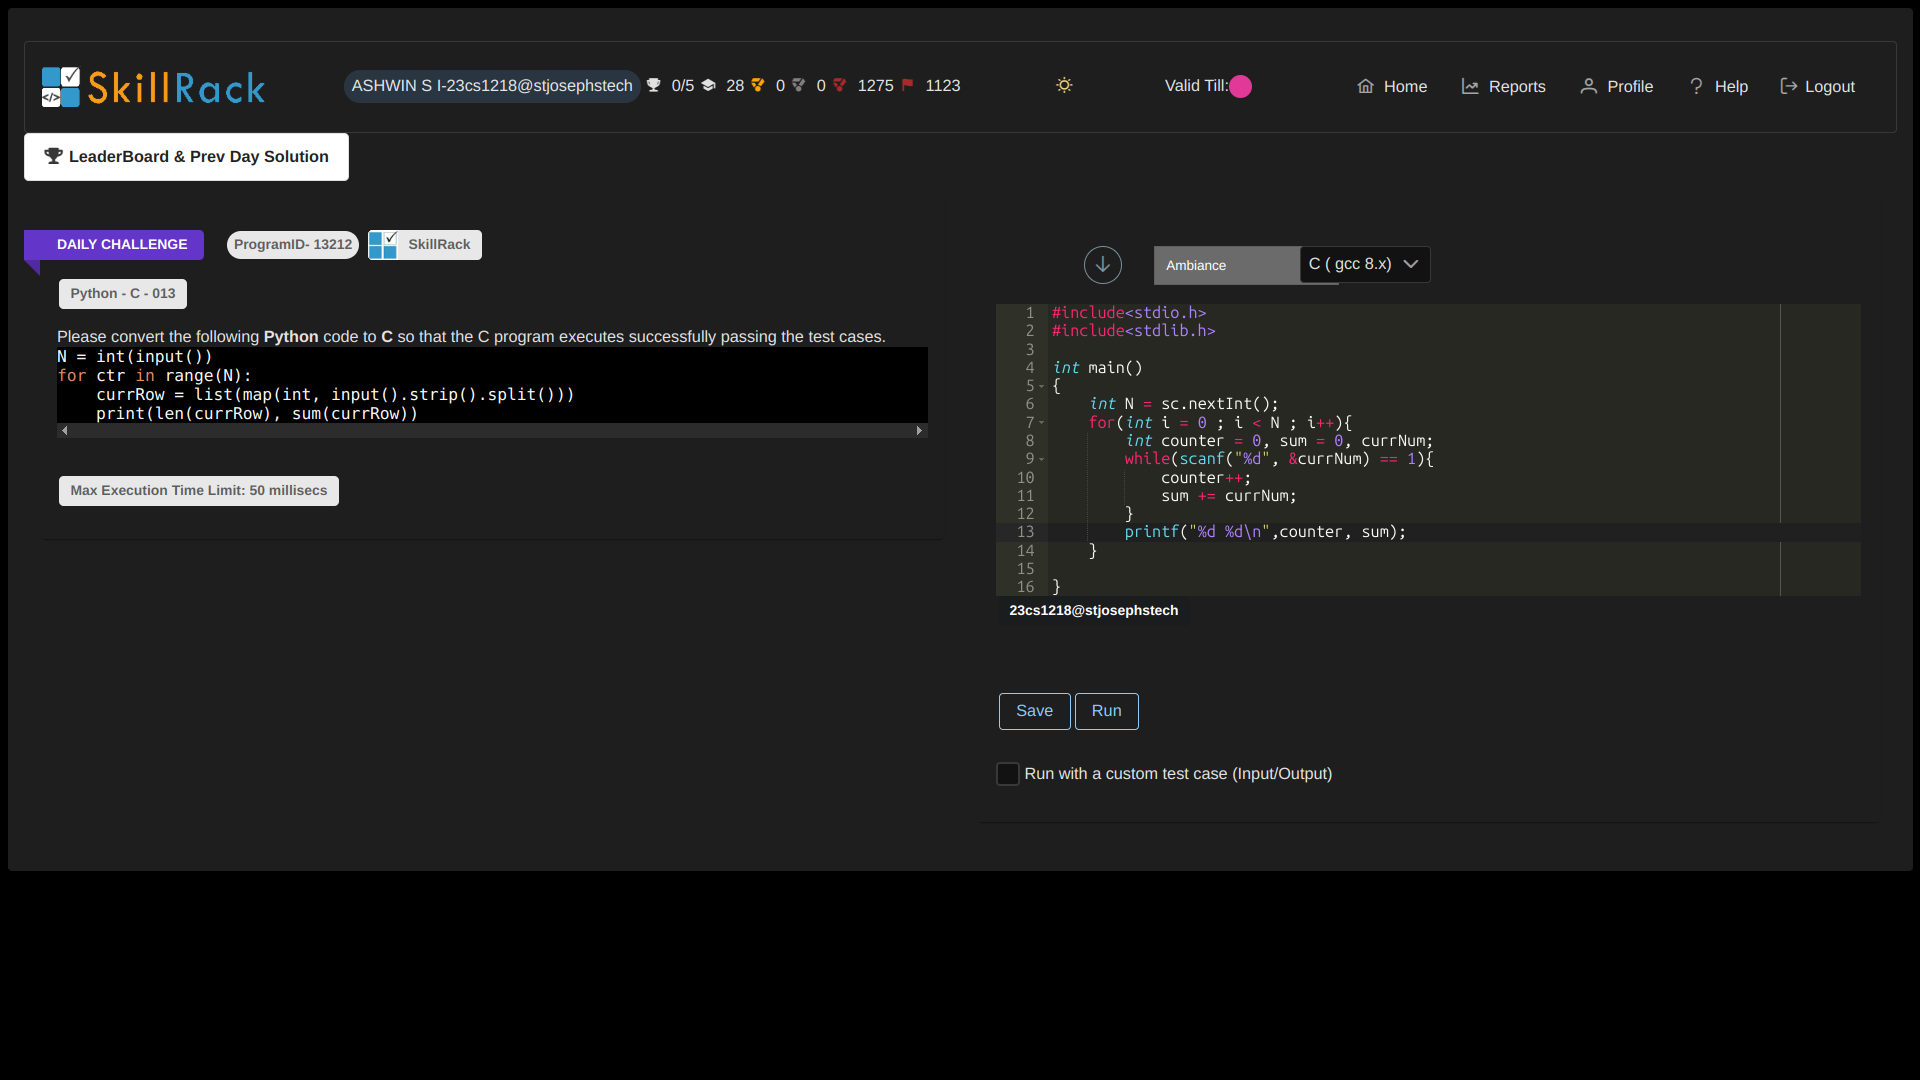 SkillRack
ASHWIN S I-23cs1218@stjosephstech 0/5 28 0 0 1275 1123
Valid Till:
Home Reports Profile Help Logout
LeaderBoard & Prev Day Solution
DAILY CHALLENGE ProgramID- 13212 SkillRack
Python - C - 013
Please convert the following Python code to C so that the C program executes successfully passing the test cases.
N = int(input())
for ctr in range(N):
    currRow = list(map(int, input().strip().split()))
    print(len(currRow), sum(currRow))
Max Execution Time Limit: 50 millisecs
Ambiance C ( gcc 8.x)
1 #include<stdio.h>
2 #include<stdlib.h>
3
4 int main()
5 {
6     int N = sc.nextInt();
7     for(int i = 0 ; i < N ; i++){
8         int counter = 0, sum = 0, currNum;
9         while(scanf("%d", &currNum) == 1){
10             counter++;
11             sum += currNum;
12         }
13         printf("%d %d\n",counter, sum);
14     }
15
16 }
23cs1218@stjosephstech
Save Run
Run with a custom test case (Input/Output)